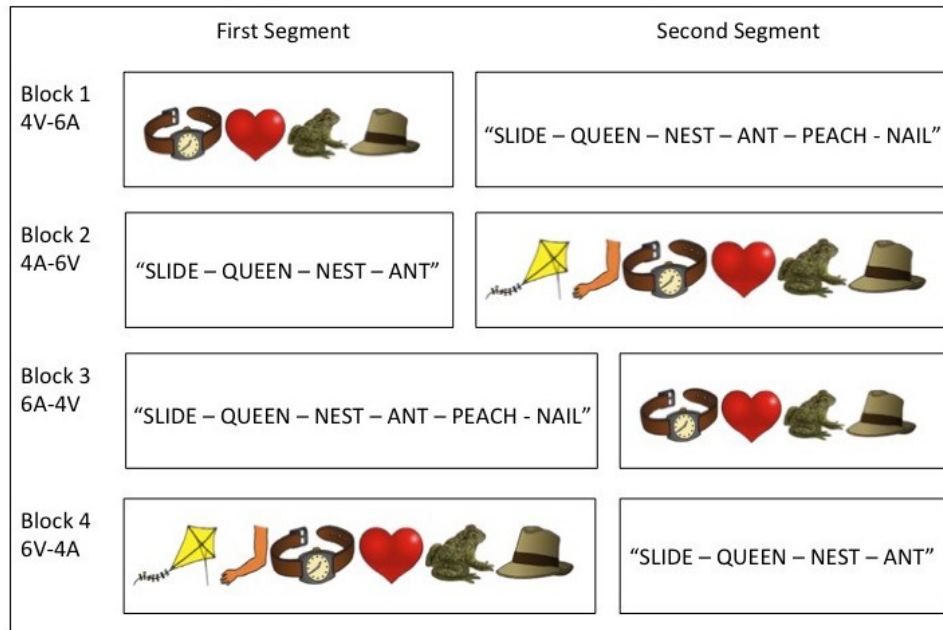 First Segment
Second Segment
Block 1
4V-6A
“SLIDE – QUEEN – NEST – ANT – PEACH - NAIL”
Block 2
4A-6V
“SLIDE – QUEEN – NEST – ANT”
Block 3
6A-4V
“SLIDE – QUEEN – NEST – ANT – PEACH - NAIL”
Block 4
6V-4A
“SLIDE – QUEEN – NEST – ANT”